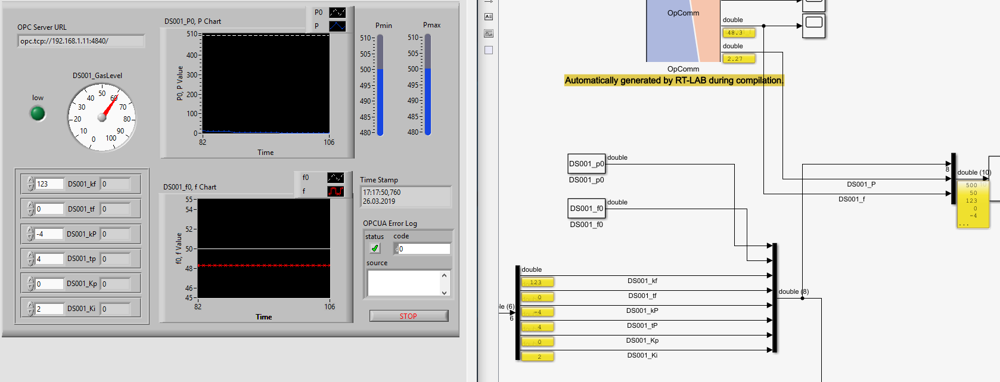 OPC Server URL
opc.tcp://192.168.1.11:4840/
DS001_GasLevel
low
0 10 20 30 40 50 60 70 80 90 100
123 DS001_kf 0
0 DS001_tf 0
-4 DS001_kP 0
4 DS001_tp 0
0 DS001_Kp 0
2 DS001_Ki 0
DS001_P0, P Chart
P0
P
P0, P Value
510
400
300
200
100
0
82 106
Time
Pmin
510
505
500
495
490
485
480
Pmax
510
505
500
495
490
485
480
DS001_f0, f Chart
f0
f
f0, f Value
55
54
52
50
48
46
45
82 106
Time
Time Stamp
17:17:50,760
26.03.2019
OPCUA Error Log
status code
0
source
STOP
OpComm
double
48.3
double
2.27
OpComm
Automatically generated by RT-LAB during compilation.
DS001_p0
double
DS001_p0
DS001_f0
double
DS001_f0
8
double (10)
DS001_P
DS001_f
500
50
123
0
-4
...
le (6)
6
double
123
DS001_kf
0
DS001_tf
-4
DS001_kP
4
DS001_tP
0
DS001_Kp
2
DS001_Ki
double (8)